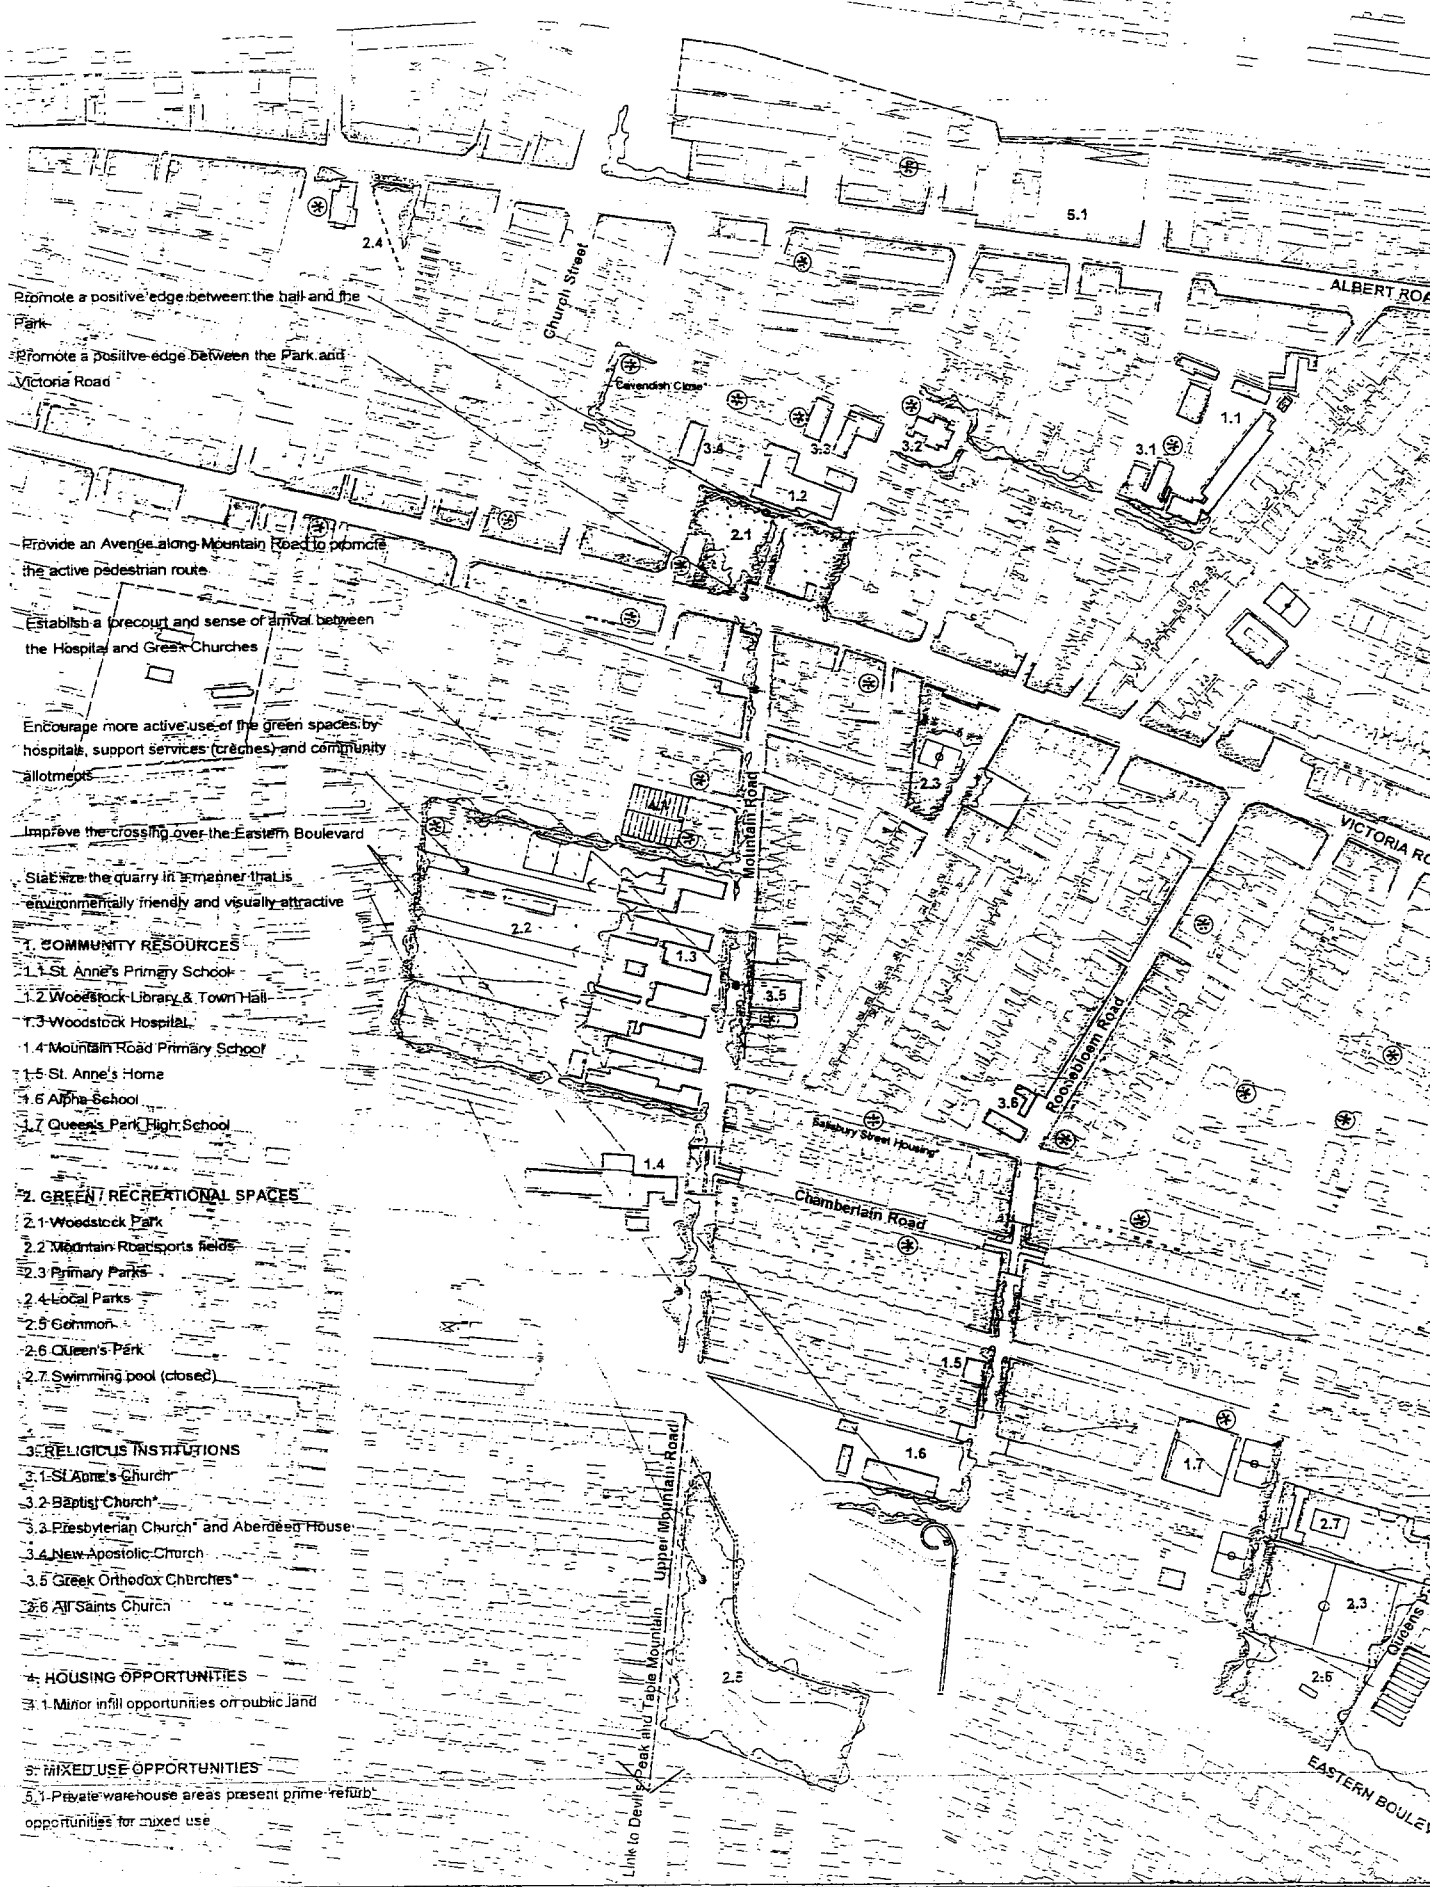 Promote a positive edge between the hall and the
Park
Promote a positive edge between the Park and
Victoria Road
Provide an Avenue along Mountain Road to promote
the active pedestrian route
Establish a forecourt and sense of arrival between
the Hospital and Greek Churches
Encourage more active use of the green spaces by
hospitals, support services (crèches) and community
allotments
Improve the crossing over the Eastern Boulevard
Stabilize the quarry in a manner that is
environmentally friendly and visually attractive
1. COMMUNITY RESOURCES
1.1 St. Anne's Primary School
1.2 Woodstock Library & Town Hall
1.3 Woodstock Hospital
1.4 Mountain Road Primary School
1.5 St. Anne's Home
1.6 Alpha School
1.7 Queen's Park High School
2. GREEN / RECREATIONAL SPACES
2.1 Woodstock Park
2.2 Mountain Road sports fields
2.3 Primary Parks
2.4 Local Parks
2.5 Common
2.6 Queen's Park
2.7 Swimming pool (closed)
3. RELIGIOUS INSTITUTIONS
3.1 St Anne's Church
3.2 Baptist Church*
3.3 Presbyterian Church* and Aberdeen House
3.4 New Apostolic Church
3.5 Greek Orthodox Churches*
3.6 All Saints Church
4. HOUSING OPPORTUNITIES
4.1 Minor infill opportunities on public land
5. MIXED USE OPPORTUNITIES
5.1 Private warehouse areas present prime 'refurb'
opportunities for mixed use
2.4
Church Street
5.1
ALBERT ROA
Cavendish Close*
1.1
3.1
3.4
3.3
3.2
1.2
2.1
2.3
Mountain Road
VICTORIA RO
2.2
1.3
3.5
Roodebloem Road
3.6
Salisbury Street Housing*
1.4
Chamberlain Road
1.5
1.6
1.7
2.7
Upper Mountain Road
2.3
Queens P
2.5
2.6
Link to Devil's Peak and Table Mountain
EASTERN BOULEV